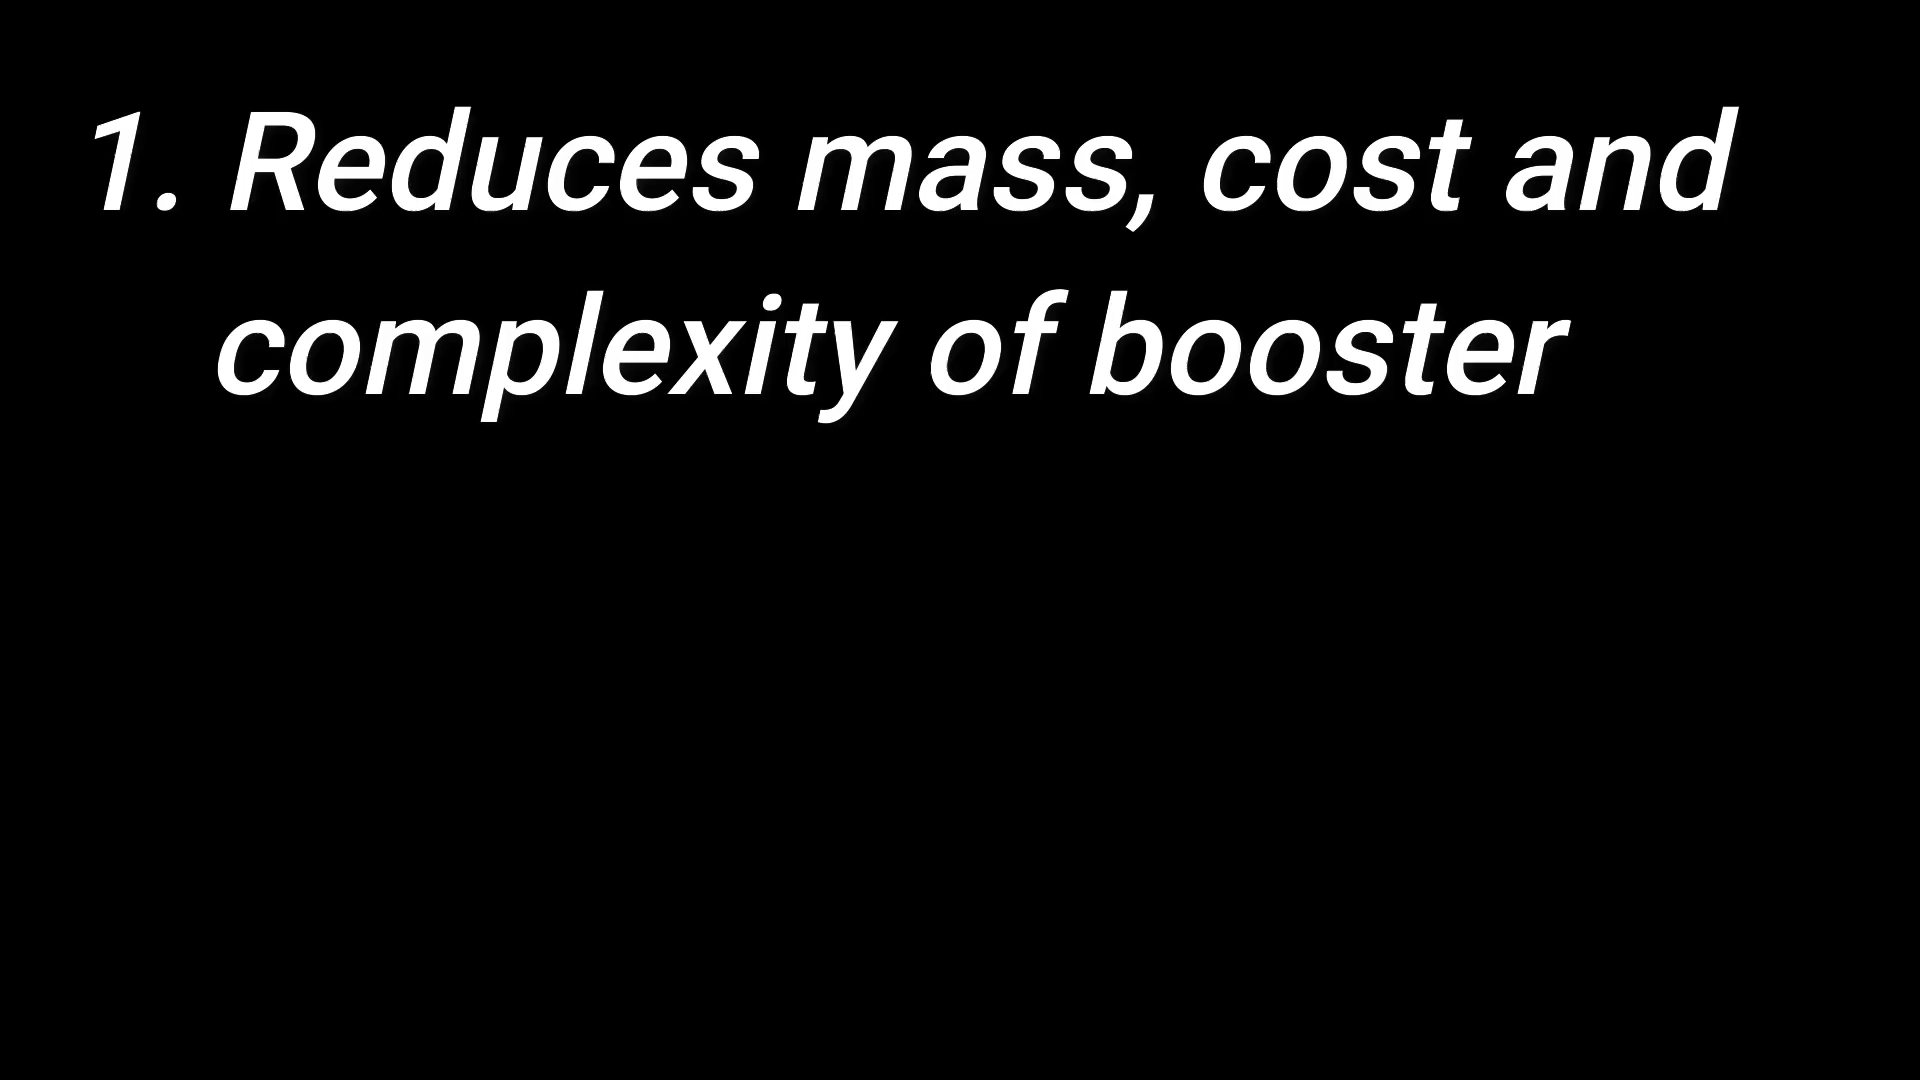 1. Reduces mass, cost and
complexity of booster